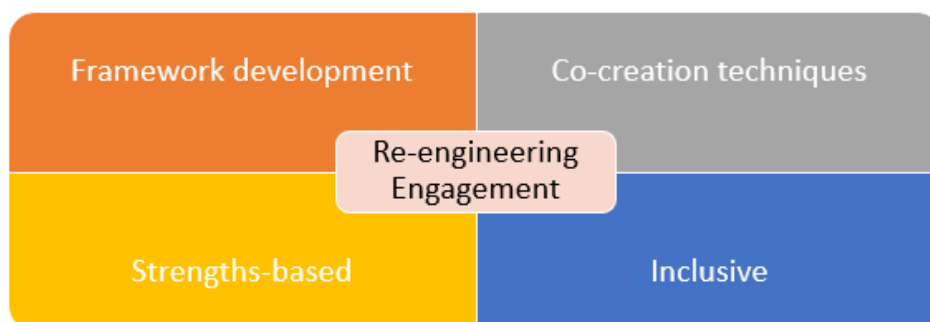 Framework development
Co-creation techniques
Re-engineering
Engagement
Strengths-based
Inclusive